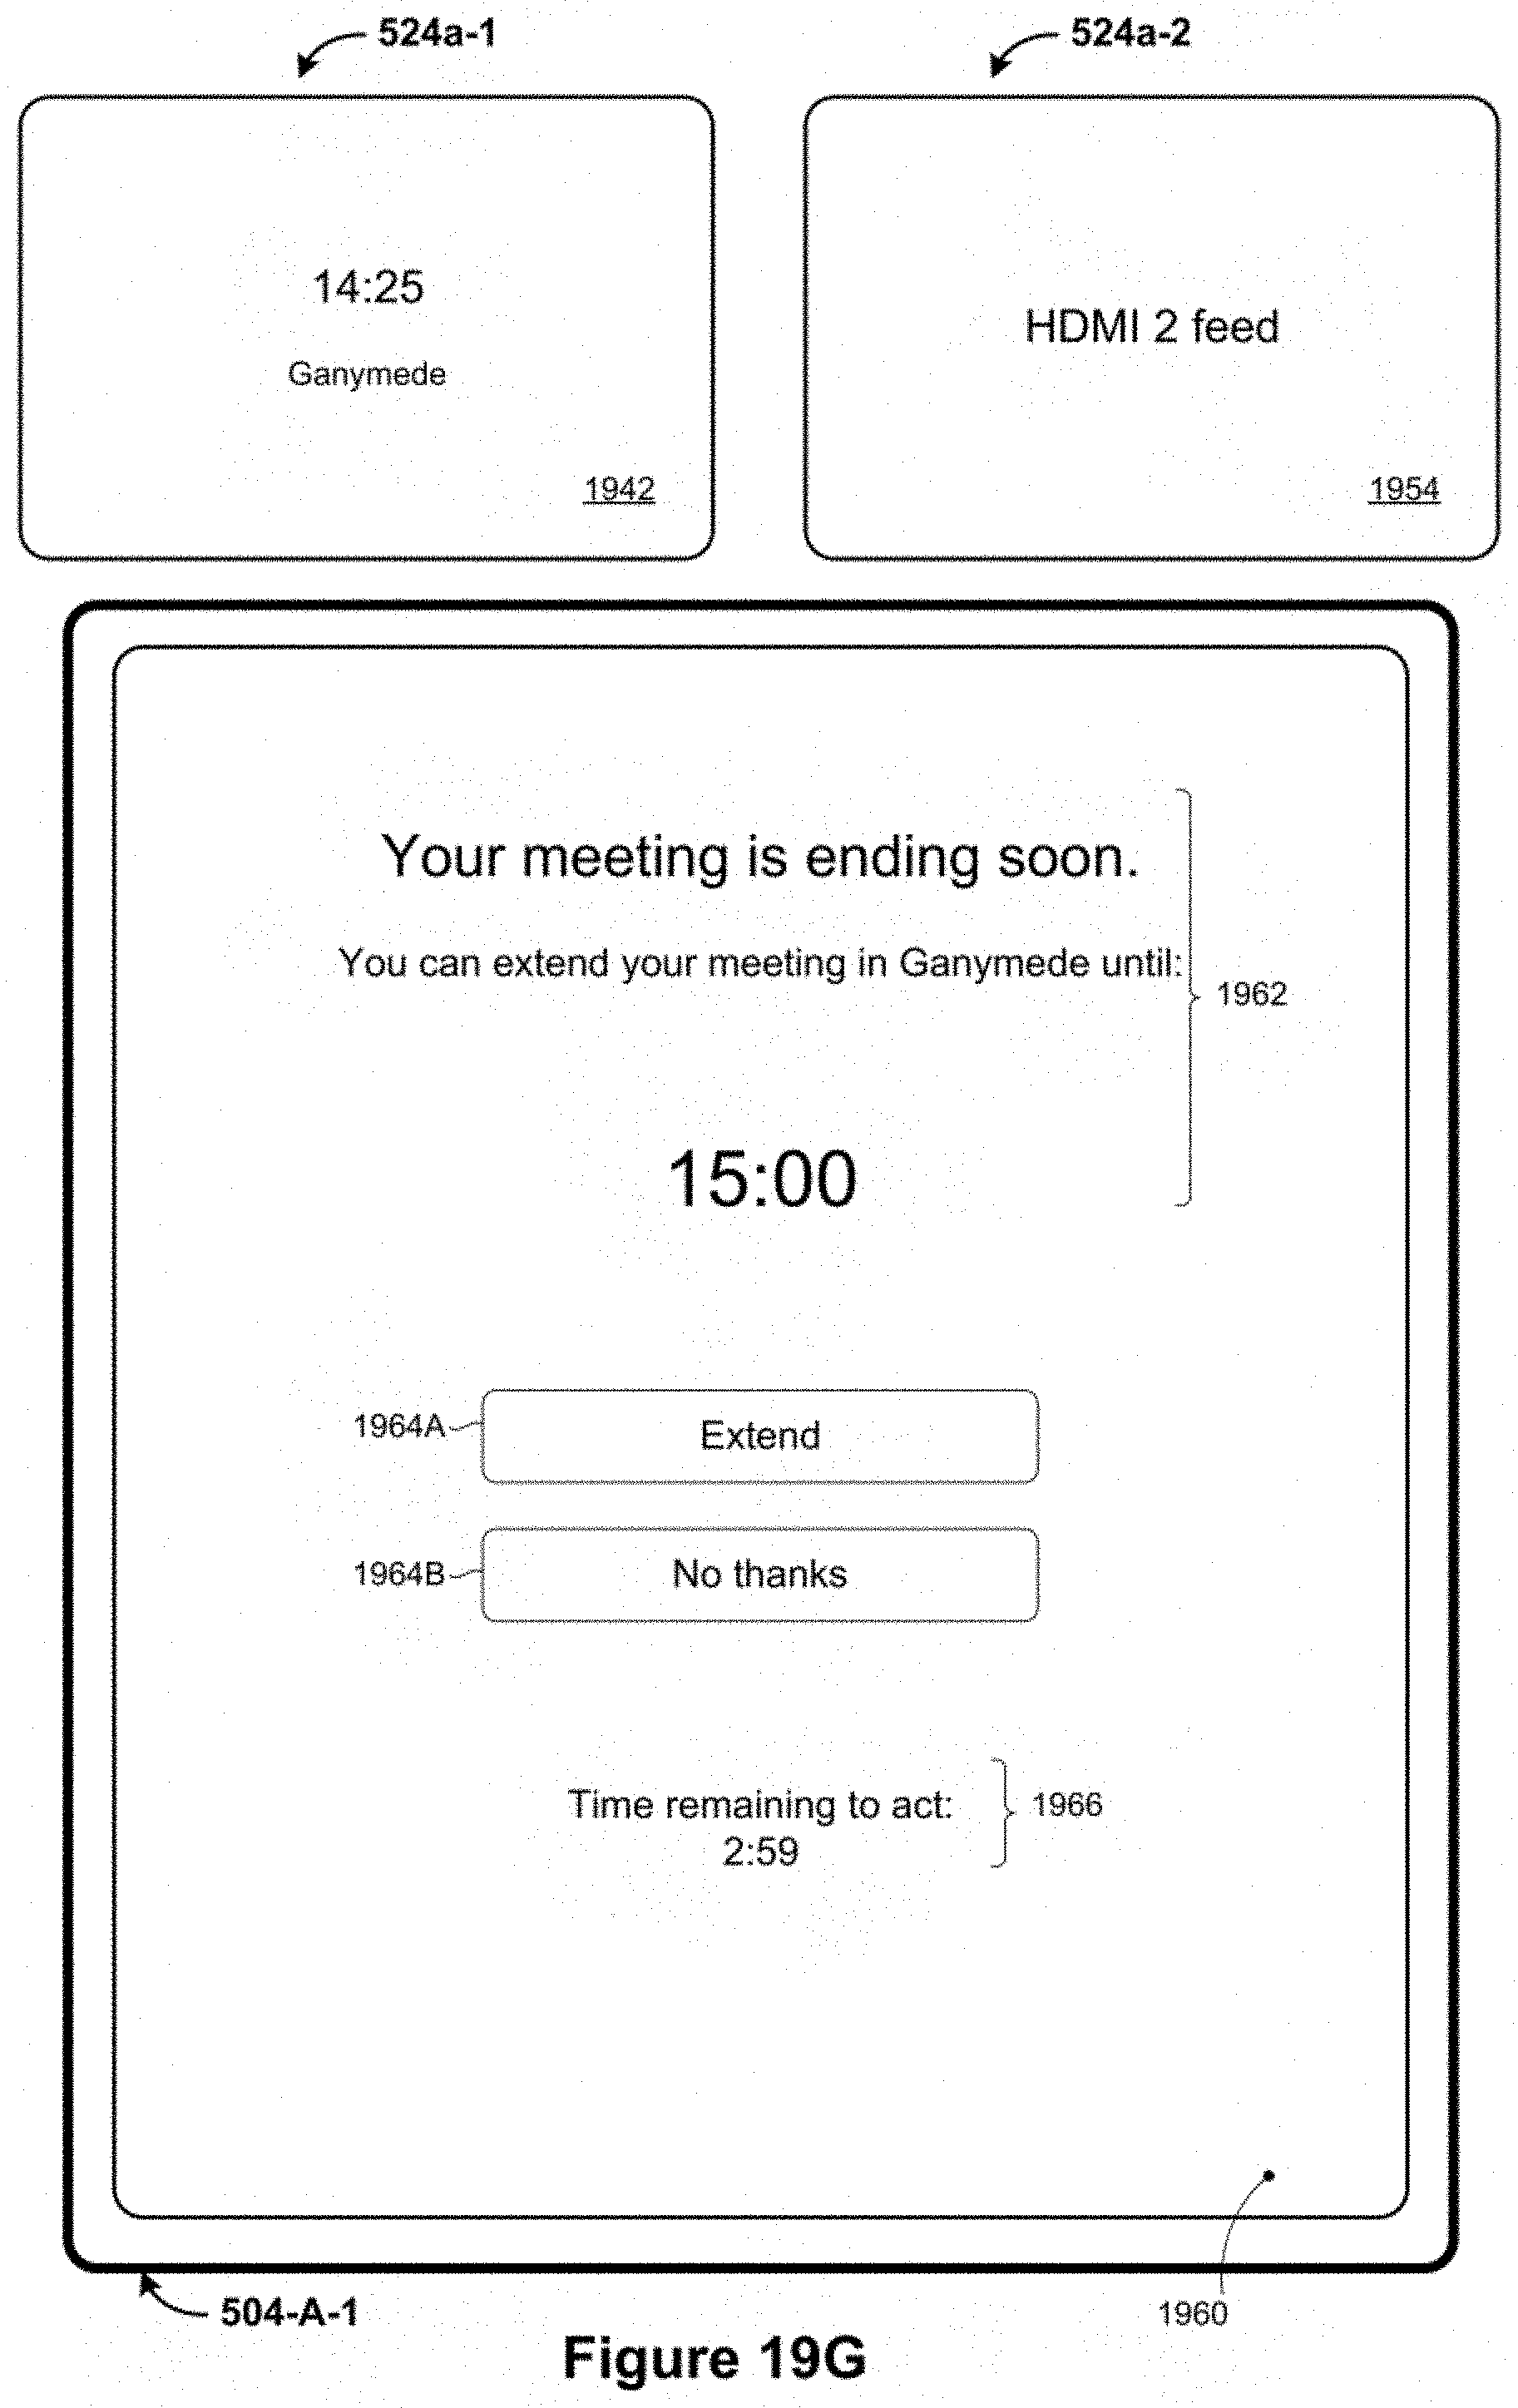 524a-1
524a-2
14:25
Ganymede
1942
HDMI 2 feed
1954
Your meeting is ending soon.
You can extend your meeting in Ganymede until:
1962
15:00
1964A
Extend
1964B
No thanks
Time remaining to act:
2:59
1966
504-A-1
1960
Figure 19G